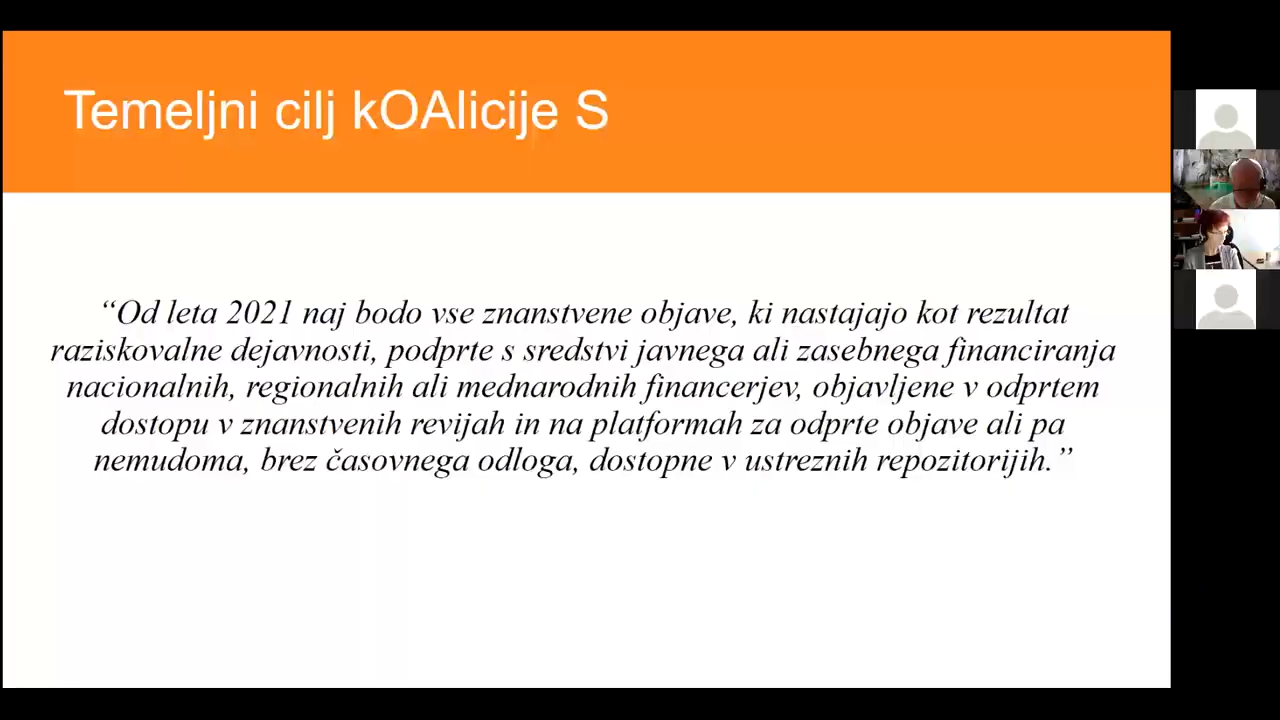 Temeljni cilj kOAlicije S
“Od leta 2021 naj bodo vse znanstvene objave, ki nastajajo kot rezultat
raziskovalne dejavnosti, podprte s sredstvi javnega ali zasebnega financiranja
nacionalnih, regionalnih ali mednarodnih financerjev, objavljene v odprtem
dostopu v znanstvenih revijah in na platformah za odprte objave ali pa
nemudoma, brez časovnega odloga, dostopne v ustreznih repozitorijih.”